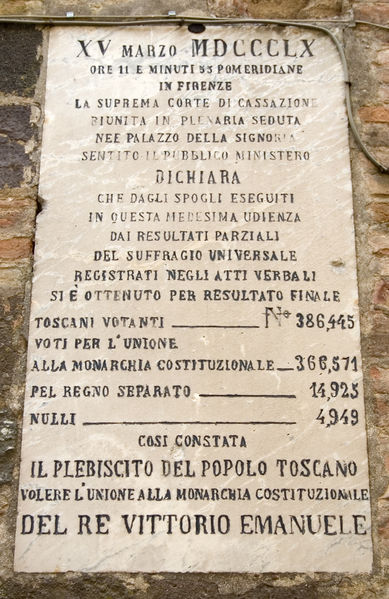 XV MARZO MDCCCLX
ORE 11 E MINUTI 55 POMERIDIANE
IN FIRENZE
LA SUPREMA CORTE DI CASSAZIONE
RIUNITA IN PLENARIA SEDUTA
NEE PALAZZO DELLA SIGNORIA
SENTITO IL PUBBLICO MINISTERO
DICHIARA
CHE DAGLI SPOGLI ESEGUITI
IN QUESTA MEDESIMA UDIENZA
DAI RESULTATI PARZIALI
DEL SUFFRAGIO UNIVERSALE
REGISTRATI NEGLI ATTI VERBALI
SI È OTTENUTO PER RESULTATO FINALE
TOSCANI VOTANTI No 386,445
VOTI PER L'UNIONE
ALLA MONARCHIA COSTITUZIONALE 366,571
PEL REGNO SEPARATO 14,925
NULLI 4,949
COSI CONSTATA
IL PLEBISCITO DEL POPOLO TOSCANO
VOLERE L'UNIONE ALLA MONARCHIA COSTITUZIONALE
DEL RE VITTORIO EMANUELE